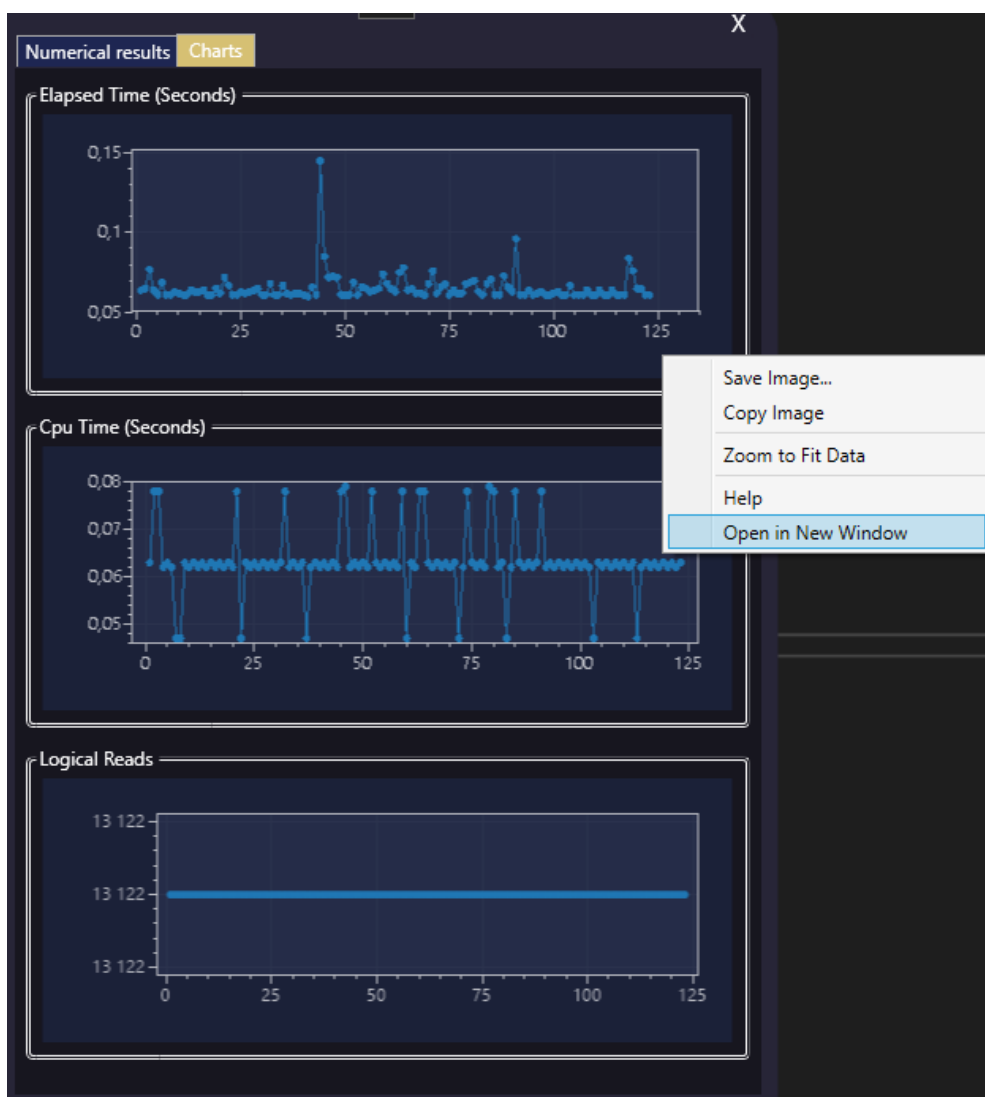 X
Numerical results Charts
Elapsed Time (Seconds)
0,15
0,1
0,05
0 25 50 75 100 125
Save Image...
Copy Image
Zoom to Fit Data
Help
Open in New Window
Cpu Time (Seconds)
0,08
0,07
0,06
0,05
0 25 50 75 100 125
Logical Reads
13 122
13 122
13 122
0 25 50 75 100 125